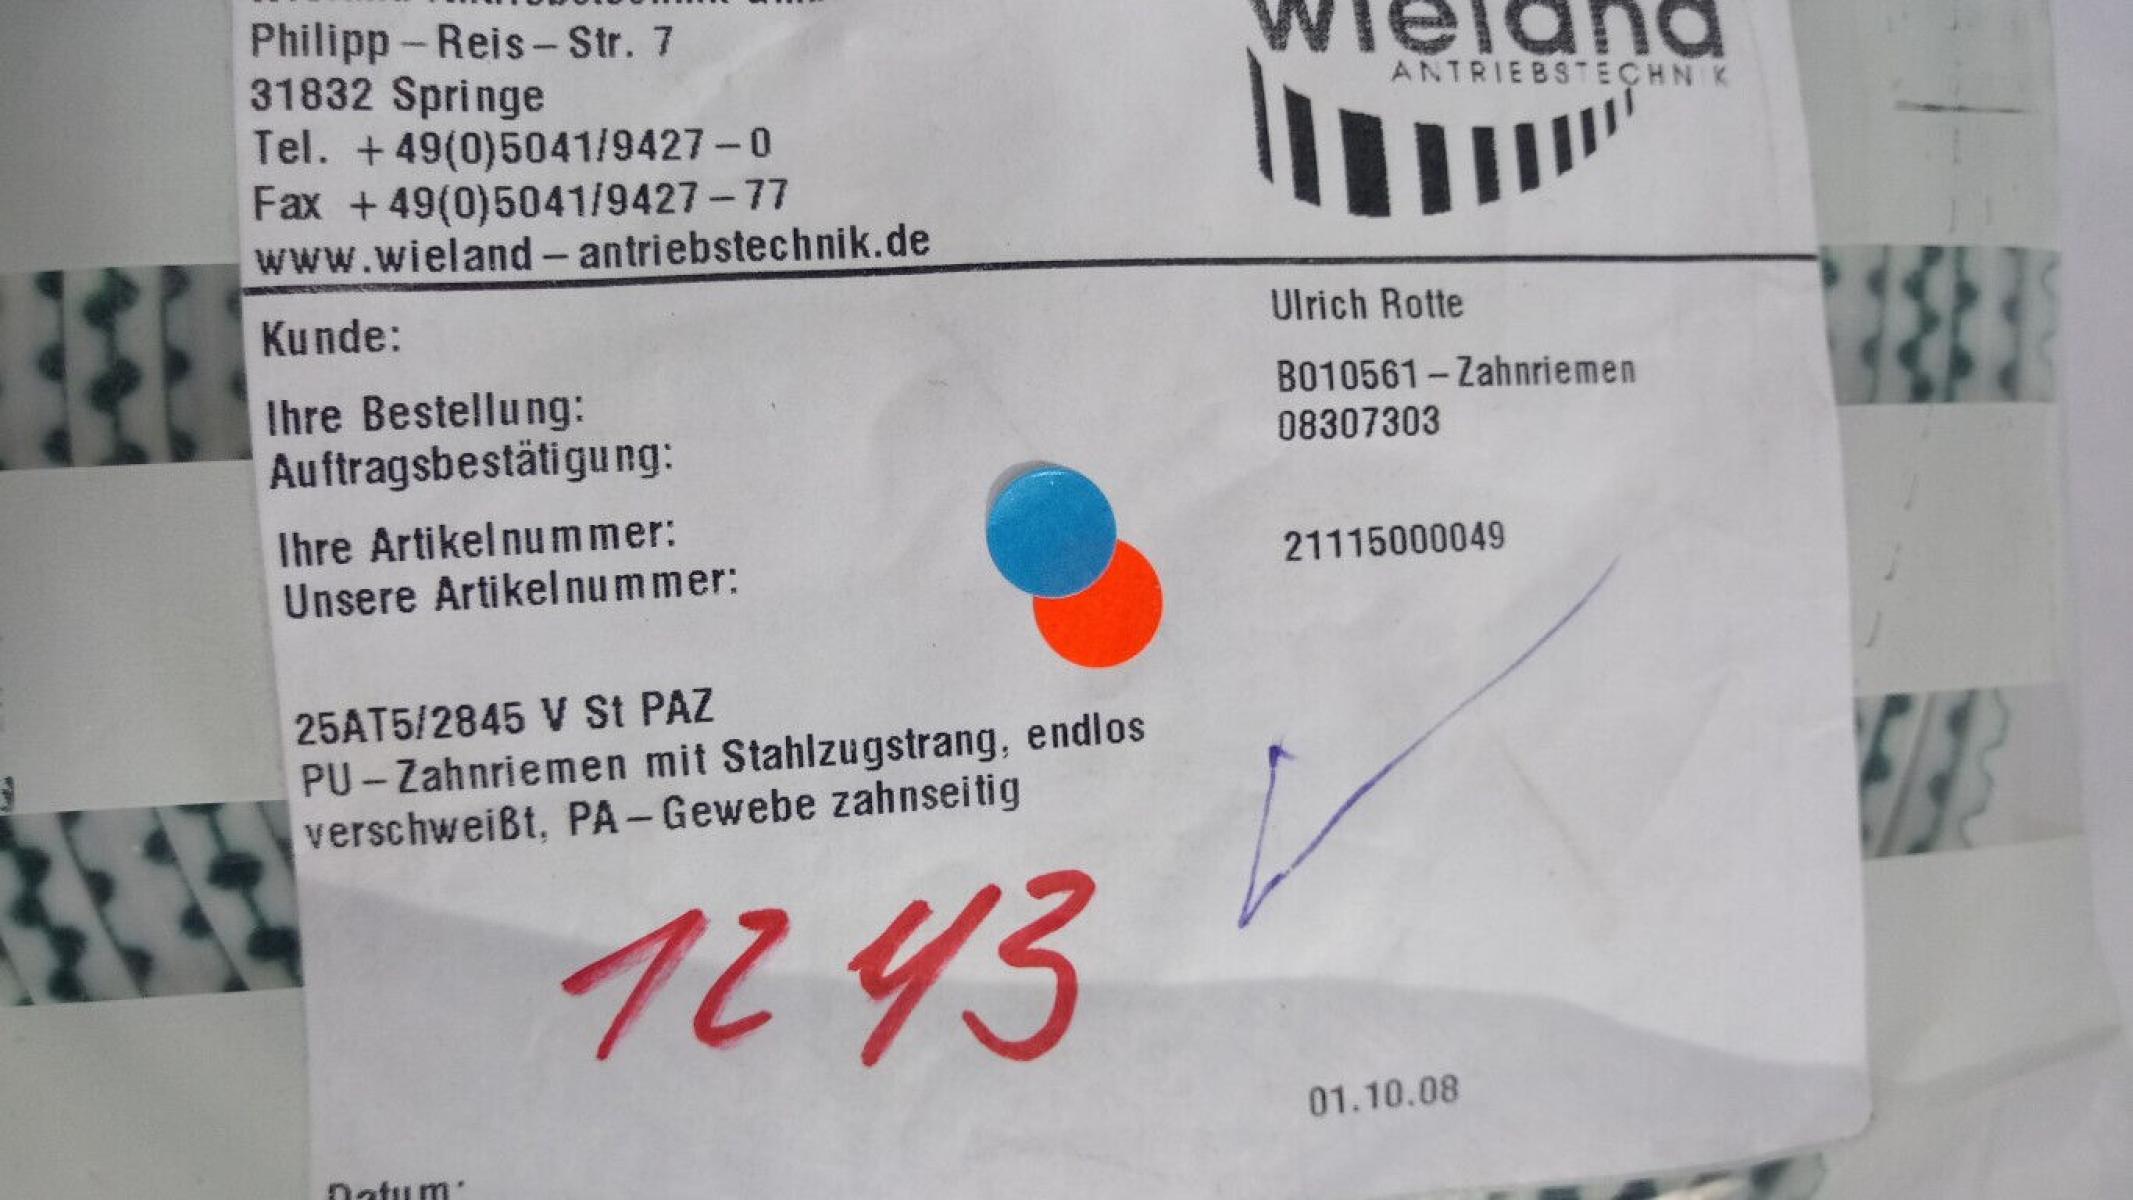 Philipp – Reis – Str. 7
31832 Springe
Tel. + 49(0)5041/9427 – 0
Fax + 49(0)5041/9427 – 77
www.wieland – antriebstechnik.de
wieland
ANTRIEBSTECHNIK
Kunde: Ulrich Rotte
Ihre Bestellung: B010561 – Zahnriemen
Auftragsbestätigung: 08307303
Ihre Artikelnummer: 21115000049
Unsere Artikelnummer:
25AT5/2845 V St PAZ
PU – Zahnriemen mit Stahlzugstrang, endlos
verschweißt, PA – Gewebe zahnseitig
1243
01.10.08
Datum: